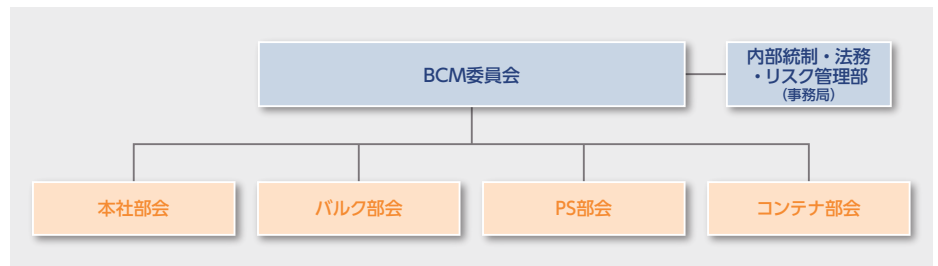 BCM委員会
内部統制・法務
・リスク管理部
(事務局)
本社部会
バルク部会
PS部会
コンテナ部会